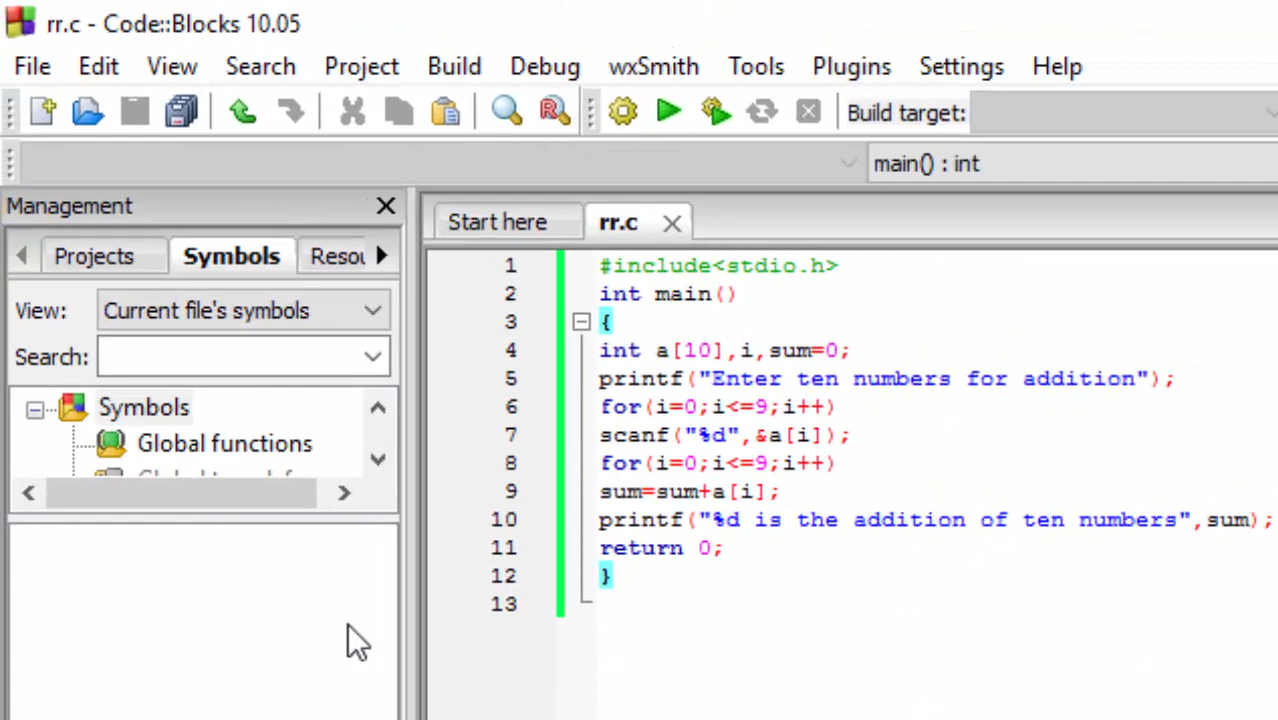 rr.c - Code::Blocks 10.05
File Edit View Search Project Build Debug wxSmith Tools Plugins Settings Help
Build target:
main() : int
Management
Start here rr.c
Projects Symbols Resou
View: Current file's symbols
Search:
Symbols
Global functions
1 #include<stdio.h>
2 int main()
3 {
4 int a[10],i,sum=0;
5 printf("Enter ten numbers for addition");
6 for(i=0;i<=9;i++)
7 scanf("%d",&a[i]);
8 for(i=0;i<=9;i++)
9 sum=sum+a[i];
10 printf("%d is the addition of ten numbers",sum);
11 return 0;
12 }
13